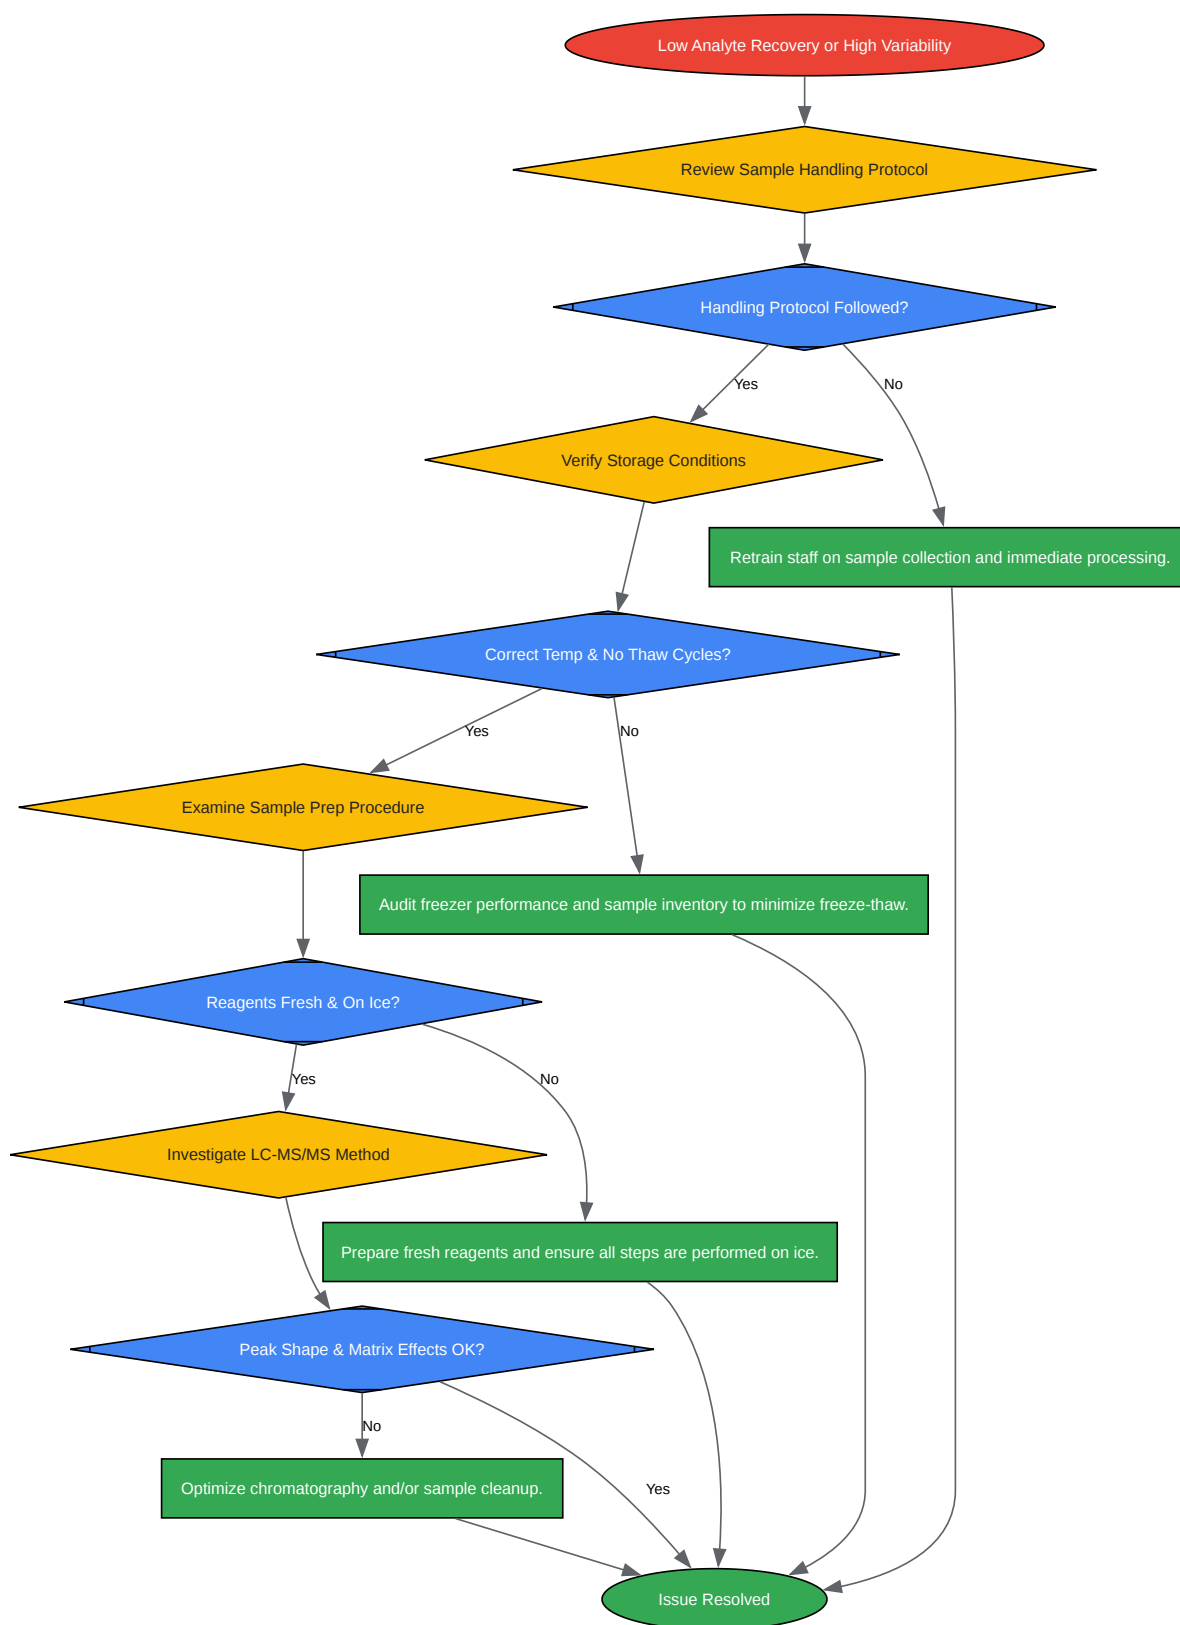 Low Analyte Recovery or High Variability
Review Sample Handling Protocol
Handling Protocol Followed?
Yes
No
Verify Storage Conditions
Retrain staff on sample collection and immediate processing.
Correct Temp & No Thaw Cycles?
Yes
No
Examine Sample Prep Procedure
Audit freezer performance and sample inventory to minimize freeze-thaw.
Reagents Fresh & On Ice?
Yes
No
Investigate LC-MS/MS Method
Prepare fresh reagents and ensure all steps are performed on ice.
Peak Shape & Matrix Effects OK?
No
Yes
Optimize chromatography and/or sample cleanup.
Issue Resolved